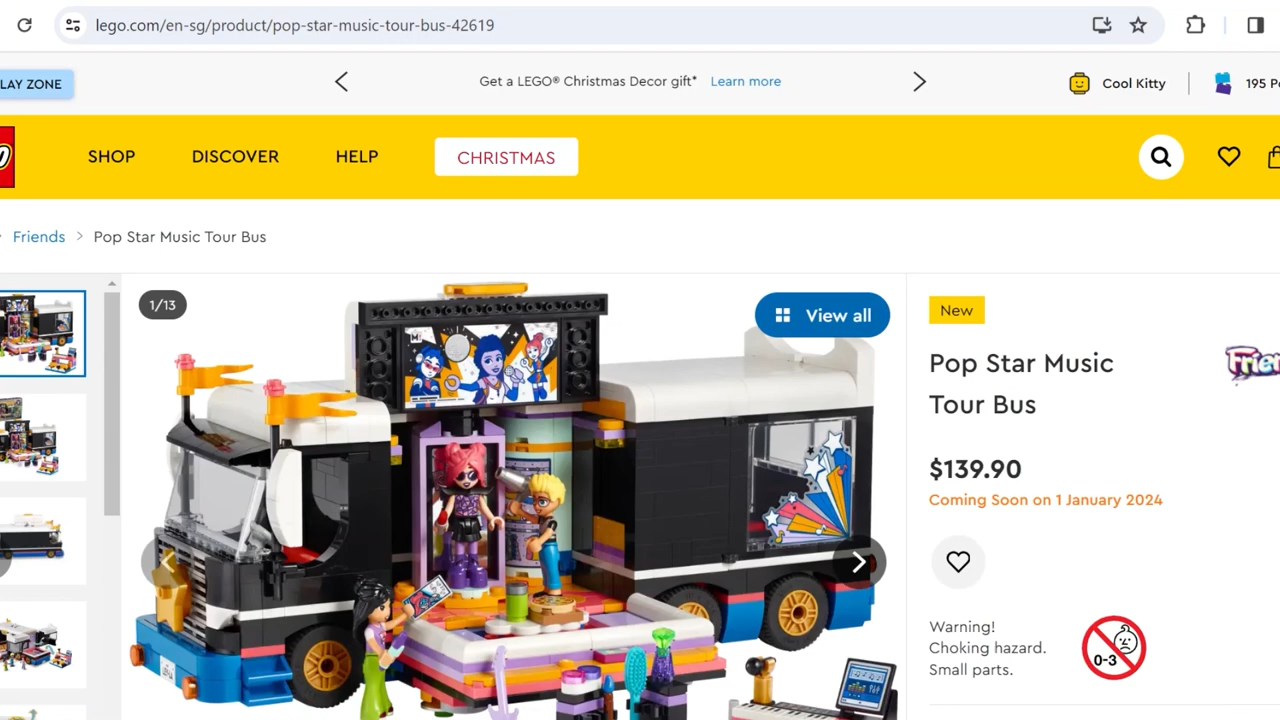 lego.com/en-sg/product/pop-star-music-tour-bus-42619
LAY ZONE
Get a LEGO® Christmas Decor gift* Learn more
Cool Kitty
195 Po
SHOP
DISCOVER
HELP
CHRISTMAS
Friends > Pop Star Music Tour Bus
1/13
View all
New
Pop Star Music
Tour Bus
Frien
$139.90
Coming Soon on 1 January 2024
Warning!
Choking hazard.
Small parts.
0-3